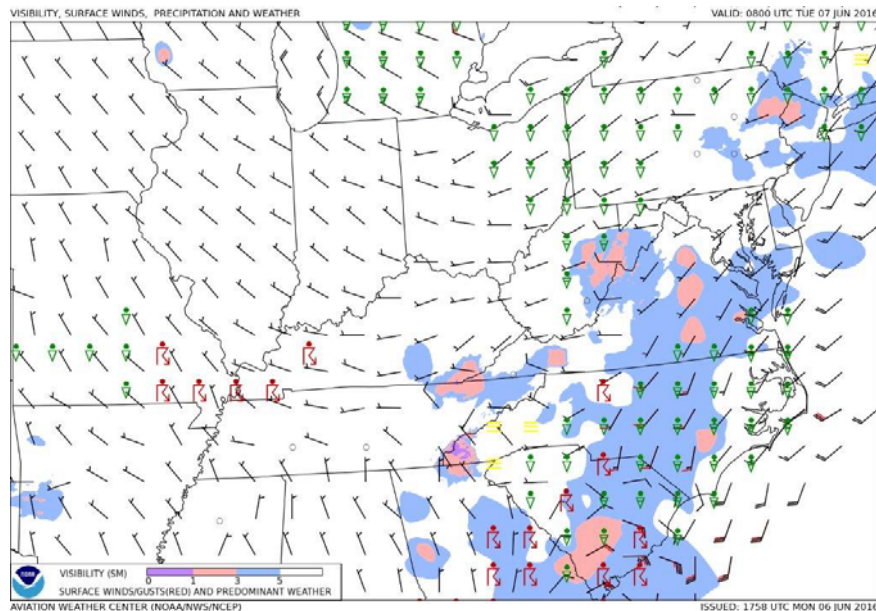 VISIBILITY, SURFACE WINDS, PRECIPITATION AND WEATHER
VALID: 0800 UTC TUE 07 JUN 2016
VISIBILITY (SM)
0 1 3 5
SURFACE WINDS/GUSTS(RED) AND PREDOMINANT WEATHER
AVIATION WEATHER CENTER (NOAA/NWS/NCEP)
ISSUED: 1758 UTC MON 06 JUN 2016